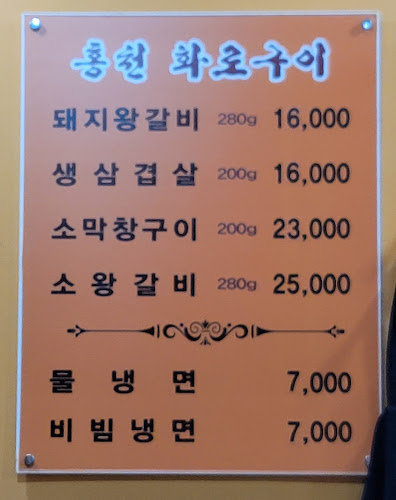 홍천 화로구이
돼지왕갈비 280g 16,000
생삼겹살 200g 16,000
소막창구이 200g 23,000
소왕갈비 280g 25,000
물냉면 7,000
비빔냉면 7,000